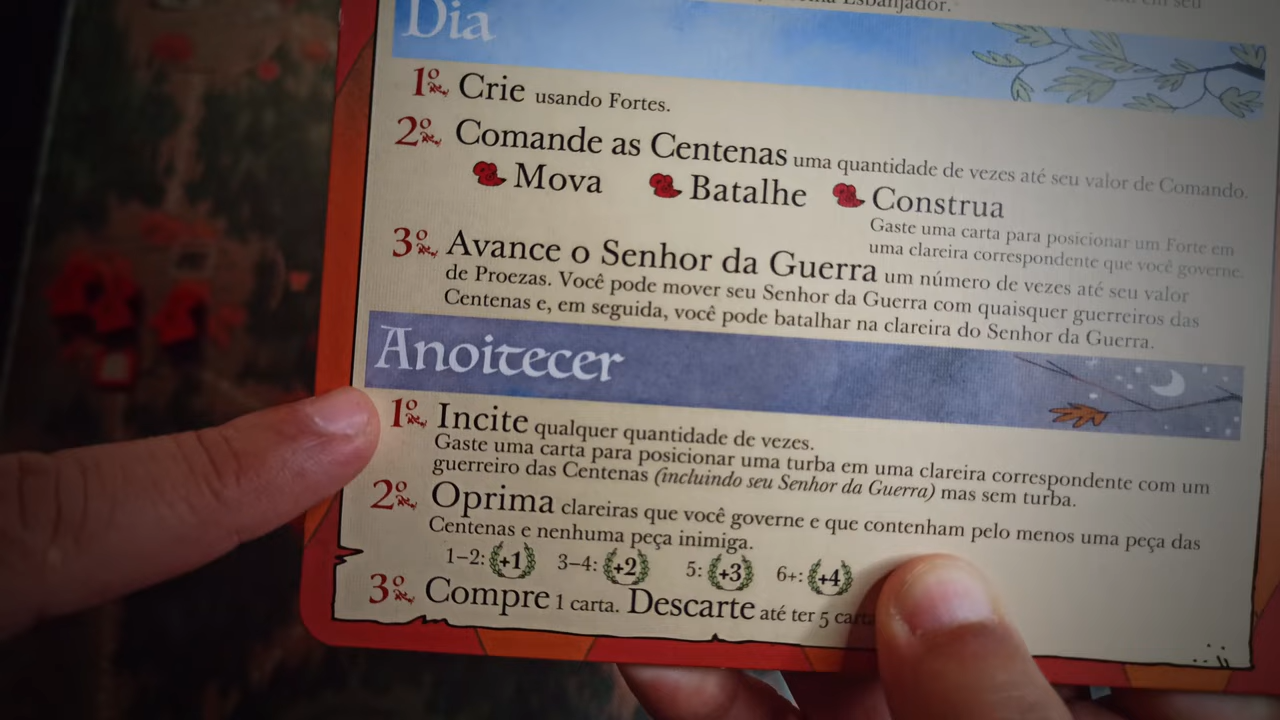 Esbanjador. em seu
Dia
1º Crie usando Fortes.
2º Comande as Centenas uma quantidade de vezes até seu valor de Comando.
Mova Batalhe Construa
Gaste uma carta para posicionar um Forte em
uma clareira correspondente que você governe.
3º Avance o Senhor da Guerra um número de vezes até seu valor
de Proezas. Você pode mover seu Senhor da Guerra com quaisquer guerreiros das
Centenas e, em seguida, você pode batalhar na clareira do Senhor da Guerra.
Anoitecer
1º Incite qualquer quantidade de vezes.
Gaste uma carta para posicionar uma turba em uma clareira correspondente com um
guerreiro das Centenas (incluindo seu Senhor da Guerra) mas sem turba.
2º Oprima clareiras que você governe e que contenham pelo menos uma peça das
Centenas e nenhuma peça inimiga.
1–2: +1 3–4: +2 5: +3 6+: +4
3º Compre 1 carta. Descarte até ter 5